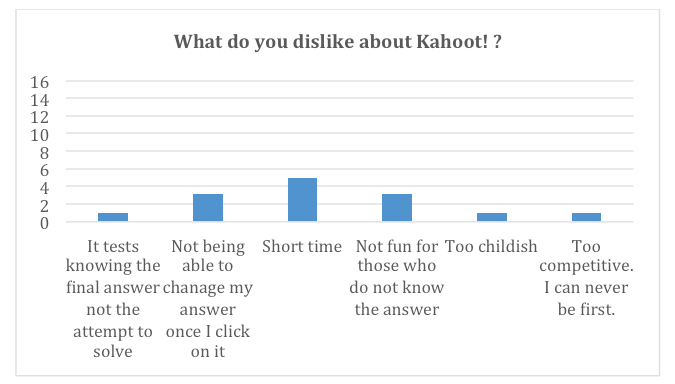 What do you dislike about Kahoot! ?
16
14
12
10
8
6
4
2
0
It tests
knowing the
final answer
not the
attempt to
solve
Not being
able to
chanage my
answer
once I click
on it
Short time
Not fun for
those who
do not know
the answer
Too childish
Too
competitive.
I can never
be first.